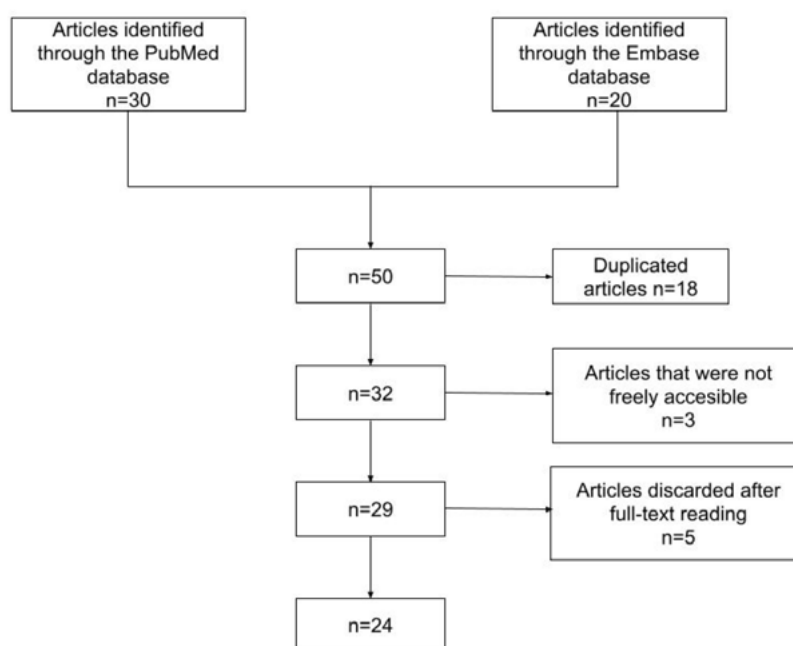 Articles identified
through the PubMed
database
n=30
Articles identified
through the Embase
database
n=20
n=50
Duplicated
articles n=18
n=32
Articles that were not
freely accesible
n=3
n=29
Articles discarded after
full-text reading
n=5
n=24